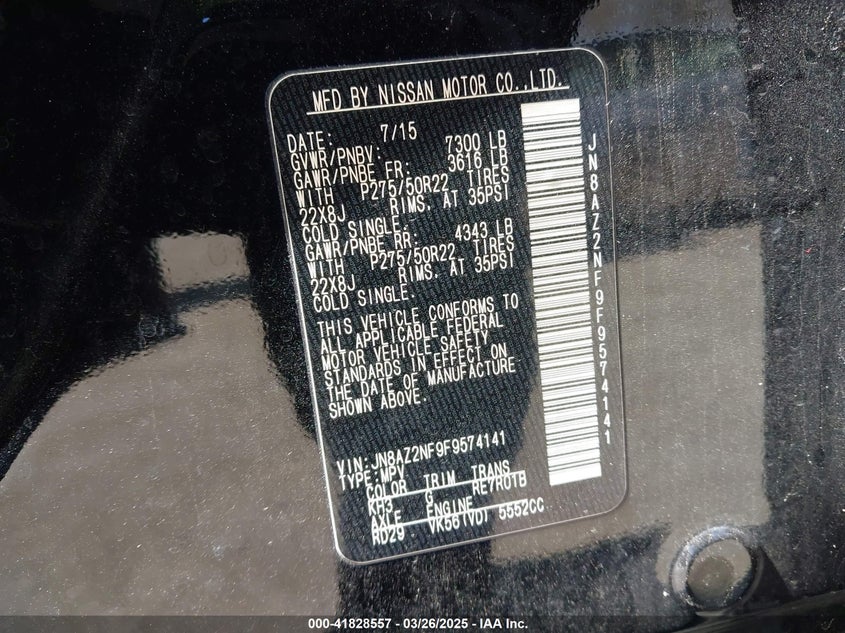 MFD BY NISSAN MOTOR CO.,LTD.
DATE: 7/15
GVWR/PNBV: 7300 LB
GAWR/PNBE FR: 3616 LB
WITH P275/50R22 TIRES
22X8J RIMS. AT 35PSI
COLD SINGLE.
GAWR/PNBE RR: 4343 LB
WITH P275/50R22 TIRES
22X8J RIMS. AT 35PSI
COLD SINGLE.
THIS VEHICLE CONFORMS TO
ALL APPLICABLE FEDERAL
MOTOR VEHICLE SAFETY
STANDARDS IN EFFECT ON
THE DATE OF MANUFACTURE
SHOWN ABOVE.
VIN:JN8AZ2NF9F9574141
TYPE:MPV
COLOR TRIM TRANS
KH3 G RE7R01B
AXLE ENGINE
RD29 VK56(VD) 5552CC
JN8AZ2NF9F9574141
000-41828557 - 03/26/2025 - IAA Inc.